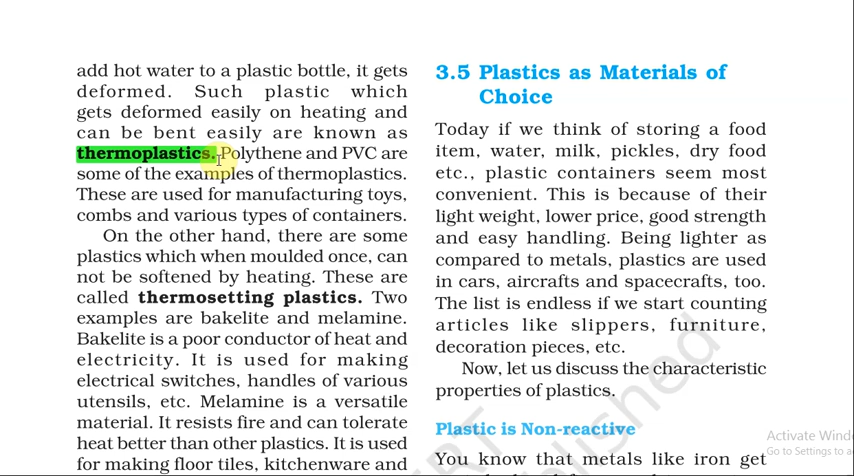 add hot water to a plastic bottle, it gets
deformed. Such plastic which
gets deformed easily on heating and
can be bent easily are known as
thermoplastics. Polythene and PVC are
some of the examples of thermoplastics.
These are used for manufacturing toys,
combs and various types of containers.
On the other hand, there are some
plastics which when moulded once, can
not be softened by heating. These are
called thermosetting plastics. Two
examples are bakelite and melamine.
Bakelite is a poor conductor of heat and
electricity. It is used for making
electrical switches, handles of various
utensils, etc. Melamine is a versatile
material. It resists fire and can tolerate
heat better than other plastics. It is used
for making floor tiles, kitchenware and
3.5 Plastics as Materials of
Choice
Today if we think of storing a food
item, water, milk, pickles, dry food
etc., plastic containers seem most
convenient. This is because of their
light weight, lower price, good strength
and easy handling. Being lighter as
compared to metals, plastics are used
in cars, aircrafts and spacecrafts, too.
The list is endless if we start counting
articles like slippers, furniture,
decoration pieces, etc.
Now, let us discuss the characteristic
properties of plastics.
Plastic is Non-reactive
You know that metals like iron get
Activate Wind
Go to Settings to a